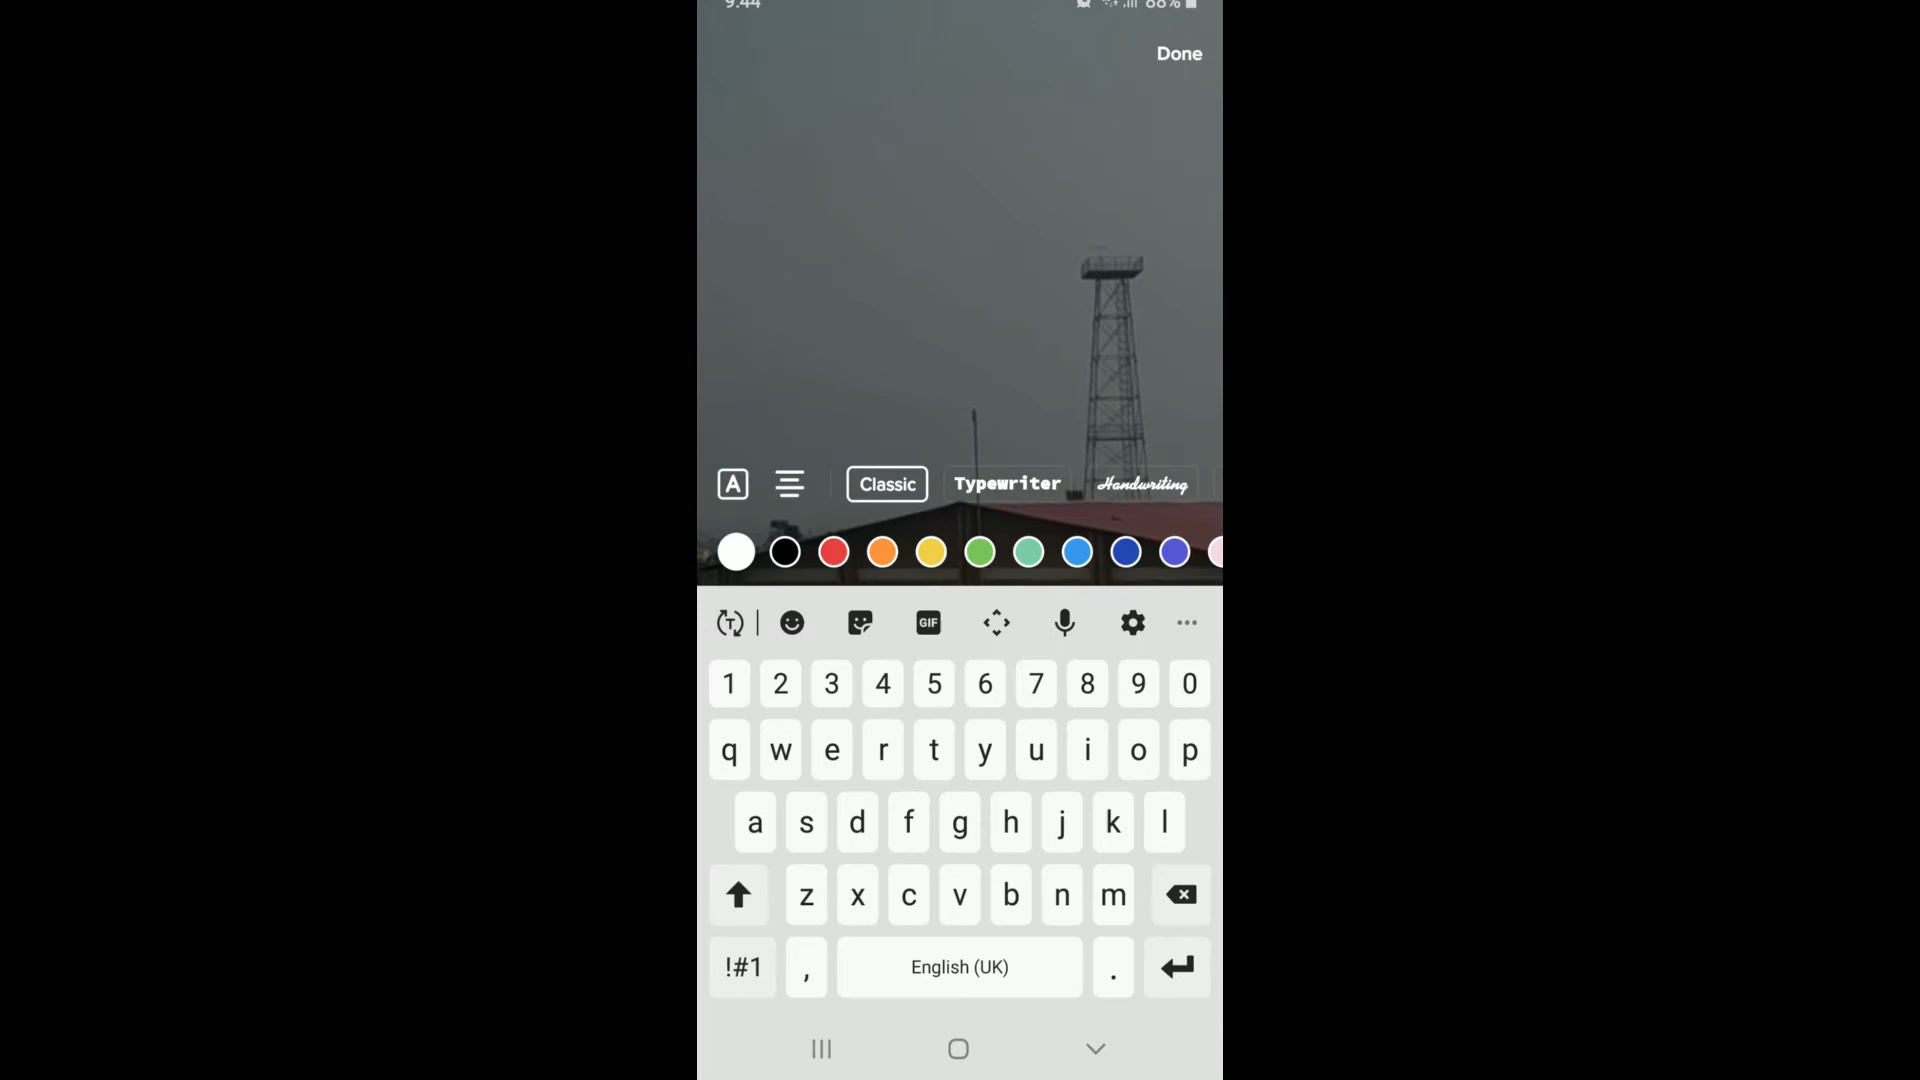 9:44 88%
Done
A Classic Typewriter Handwriting
T GIF
1 2 3 4 5 6 7 8 9 0
q w e r t y u i o p
a s d f g h j k l
z x c v b n m
!#1 , English (UK) .